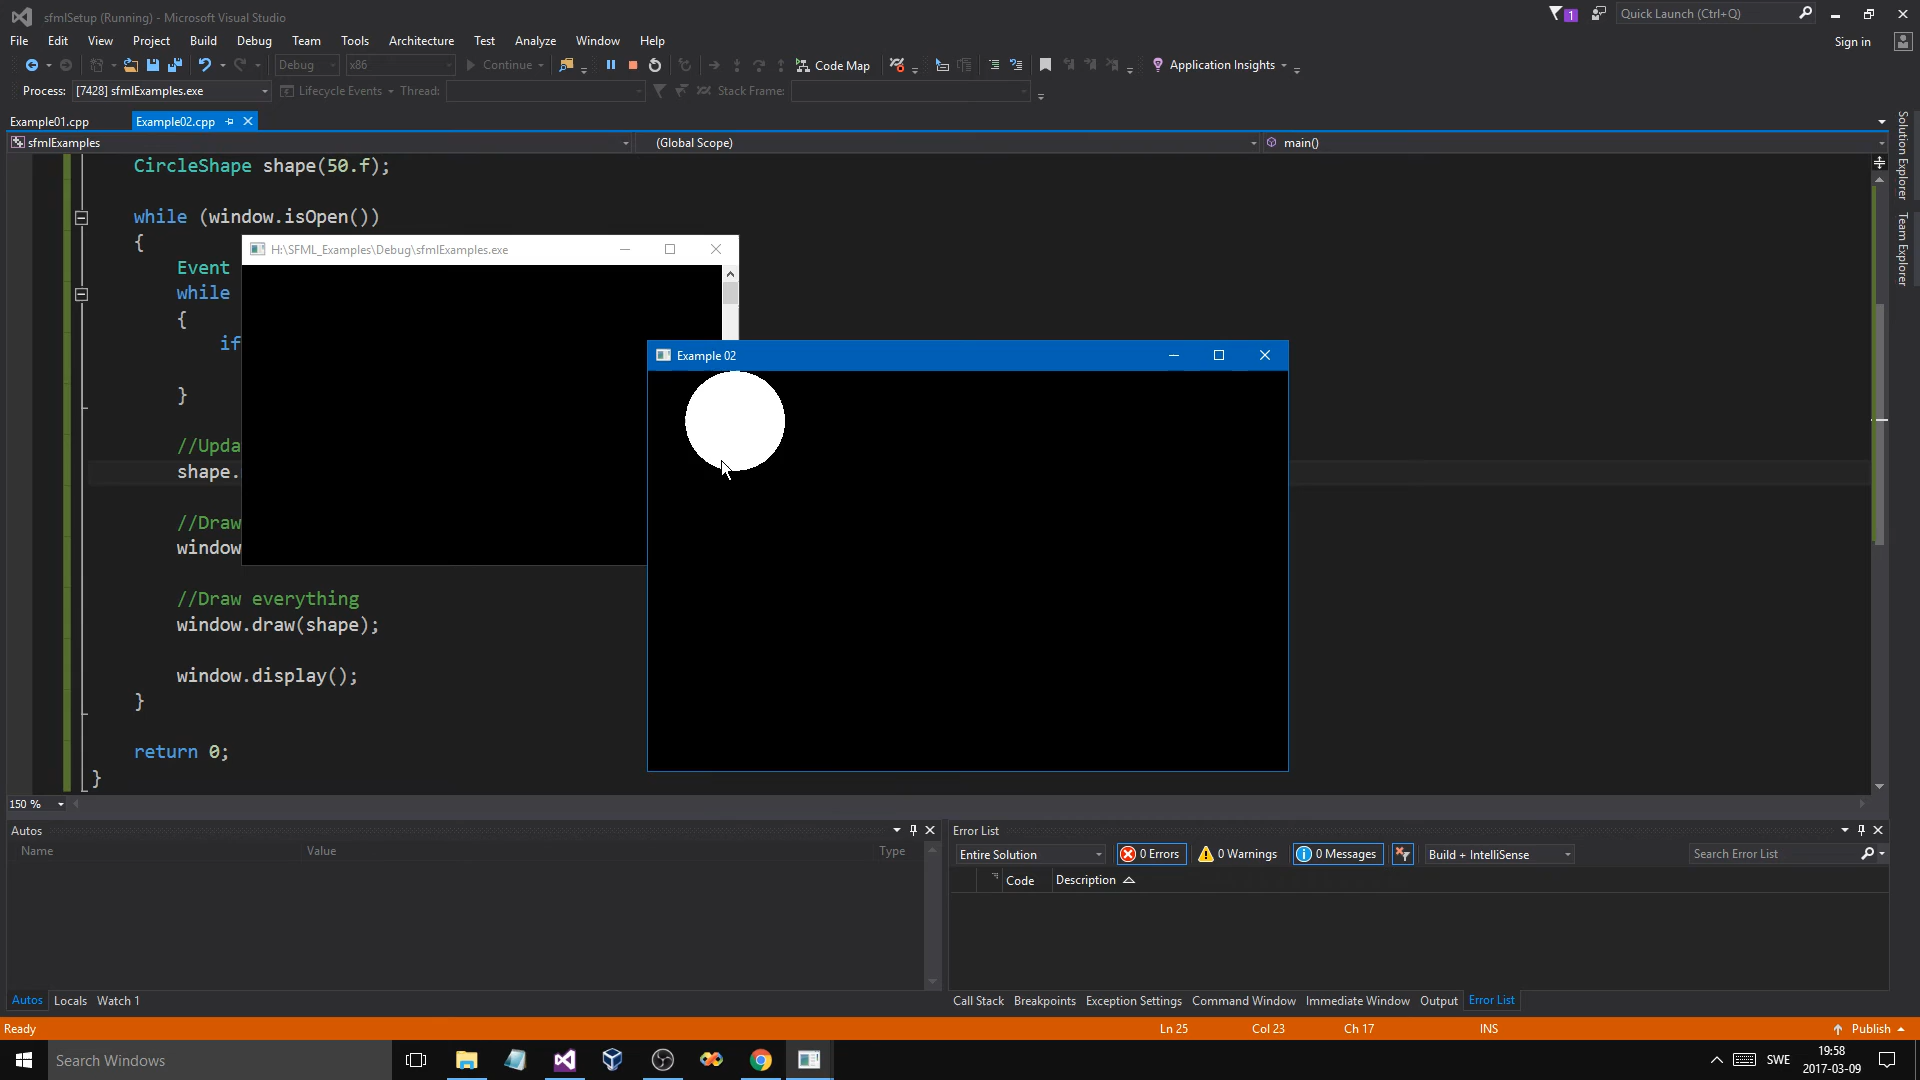 sfmlSetup (Running) - Microsoft Visual Studio
1
Quick Launch (Ctrl+Q)
File Edit View Project Build Debug Team Tools Architecture Test Analyze Window Help
Sign in
Debug x86 Continue Code Map Application Insights
Process: [7428] sfmlExamples.exe Lifecycle Events Thread: Stack Frame:
Example01.cpp Example02.cpp
sfmlExamples (Global Scope) main()
Solution Explorer
Team Explorer
CircleShape shape(50.f);
while (window.isOpen())
{
H:\SFML_Examples\Debug\sfmlExamples.exe
Event
while
{
if
Example 02
}
//Upda
shape.
//Draw
window
//Draw everything
window.draw(shape);
window.display();
}
return 0;
}
150 %
Autos
Name Value Type
Autos Locals Watch 1
Error List
Entire Solution 0 Errors 0 Warnings 0 Messages Build + IntelliSense Search Error List
Code Description
Call Stack Breakpoints Exception Settings Command Window Immediate Window Output Error List
Ready Ln 25 Col 23 Ch 17 INS Publish
Search Windows
SWE
19:58
2017-03-09